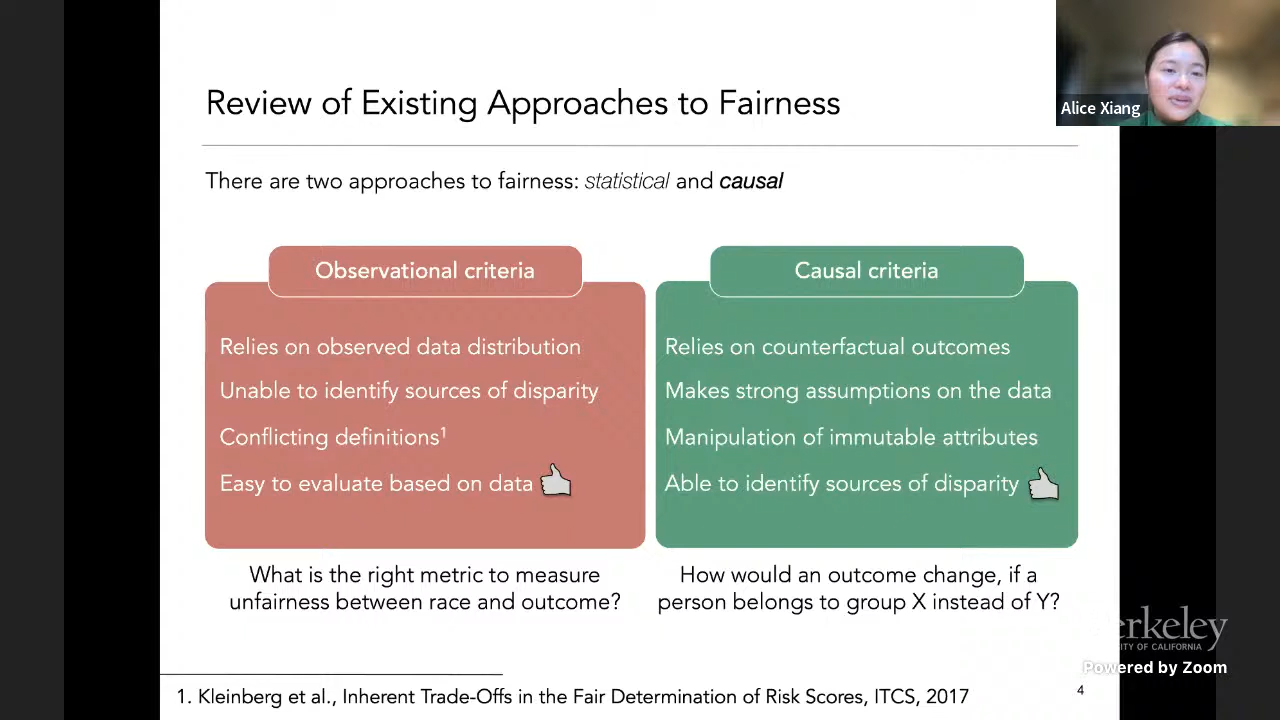 Review of Existing Approaches to Fairness
Alice Xiang
There are two approaches to fairness: statistical and causal
Observational criteria
Relies on observed data distribution
Unable to identify sources of disparity
Conflicting definitions¹
Easy to evaluate based on data
What is the right metric to measure
unfairness between race and outcome?
Causal criteria
Relies on counterfactual outcomes
Makes strong assumptions on the data
Manipulation of immutable attributes
Able to identify sources of disparity
How would an outcome change, if a
person belongs to group X instead of Y?
erkeley
ITY OF CALIFORNIA
Powered by Zoom
4
1. Kleinberg et al., Inherent Trade-Offs in the Fair Determination of Risk Scores, ITCS, 2017